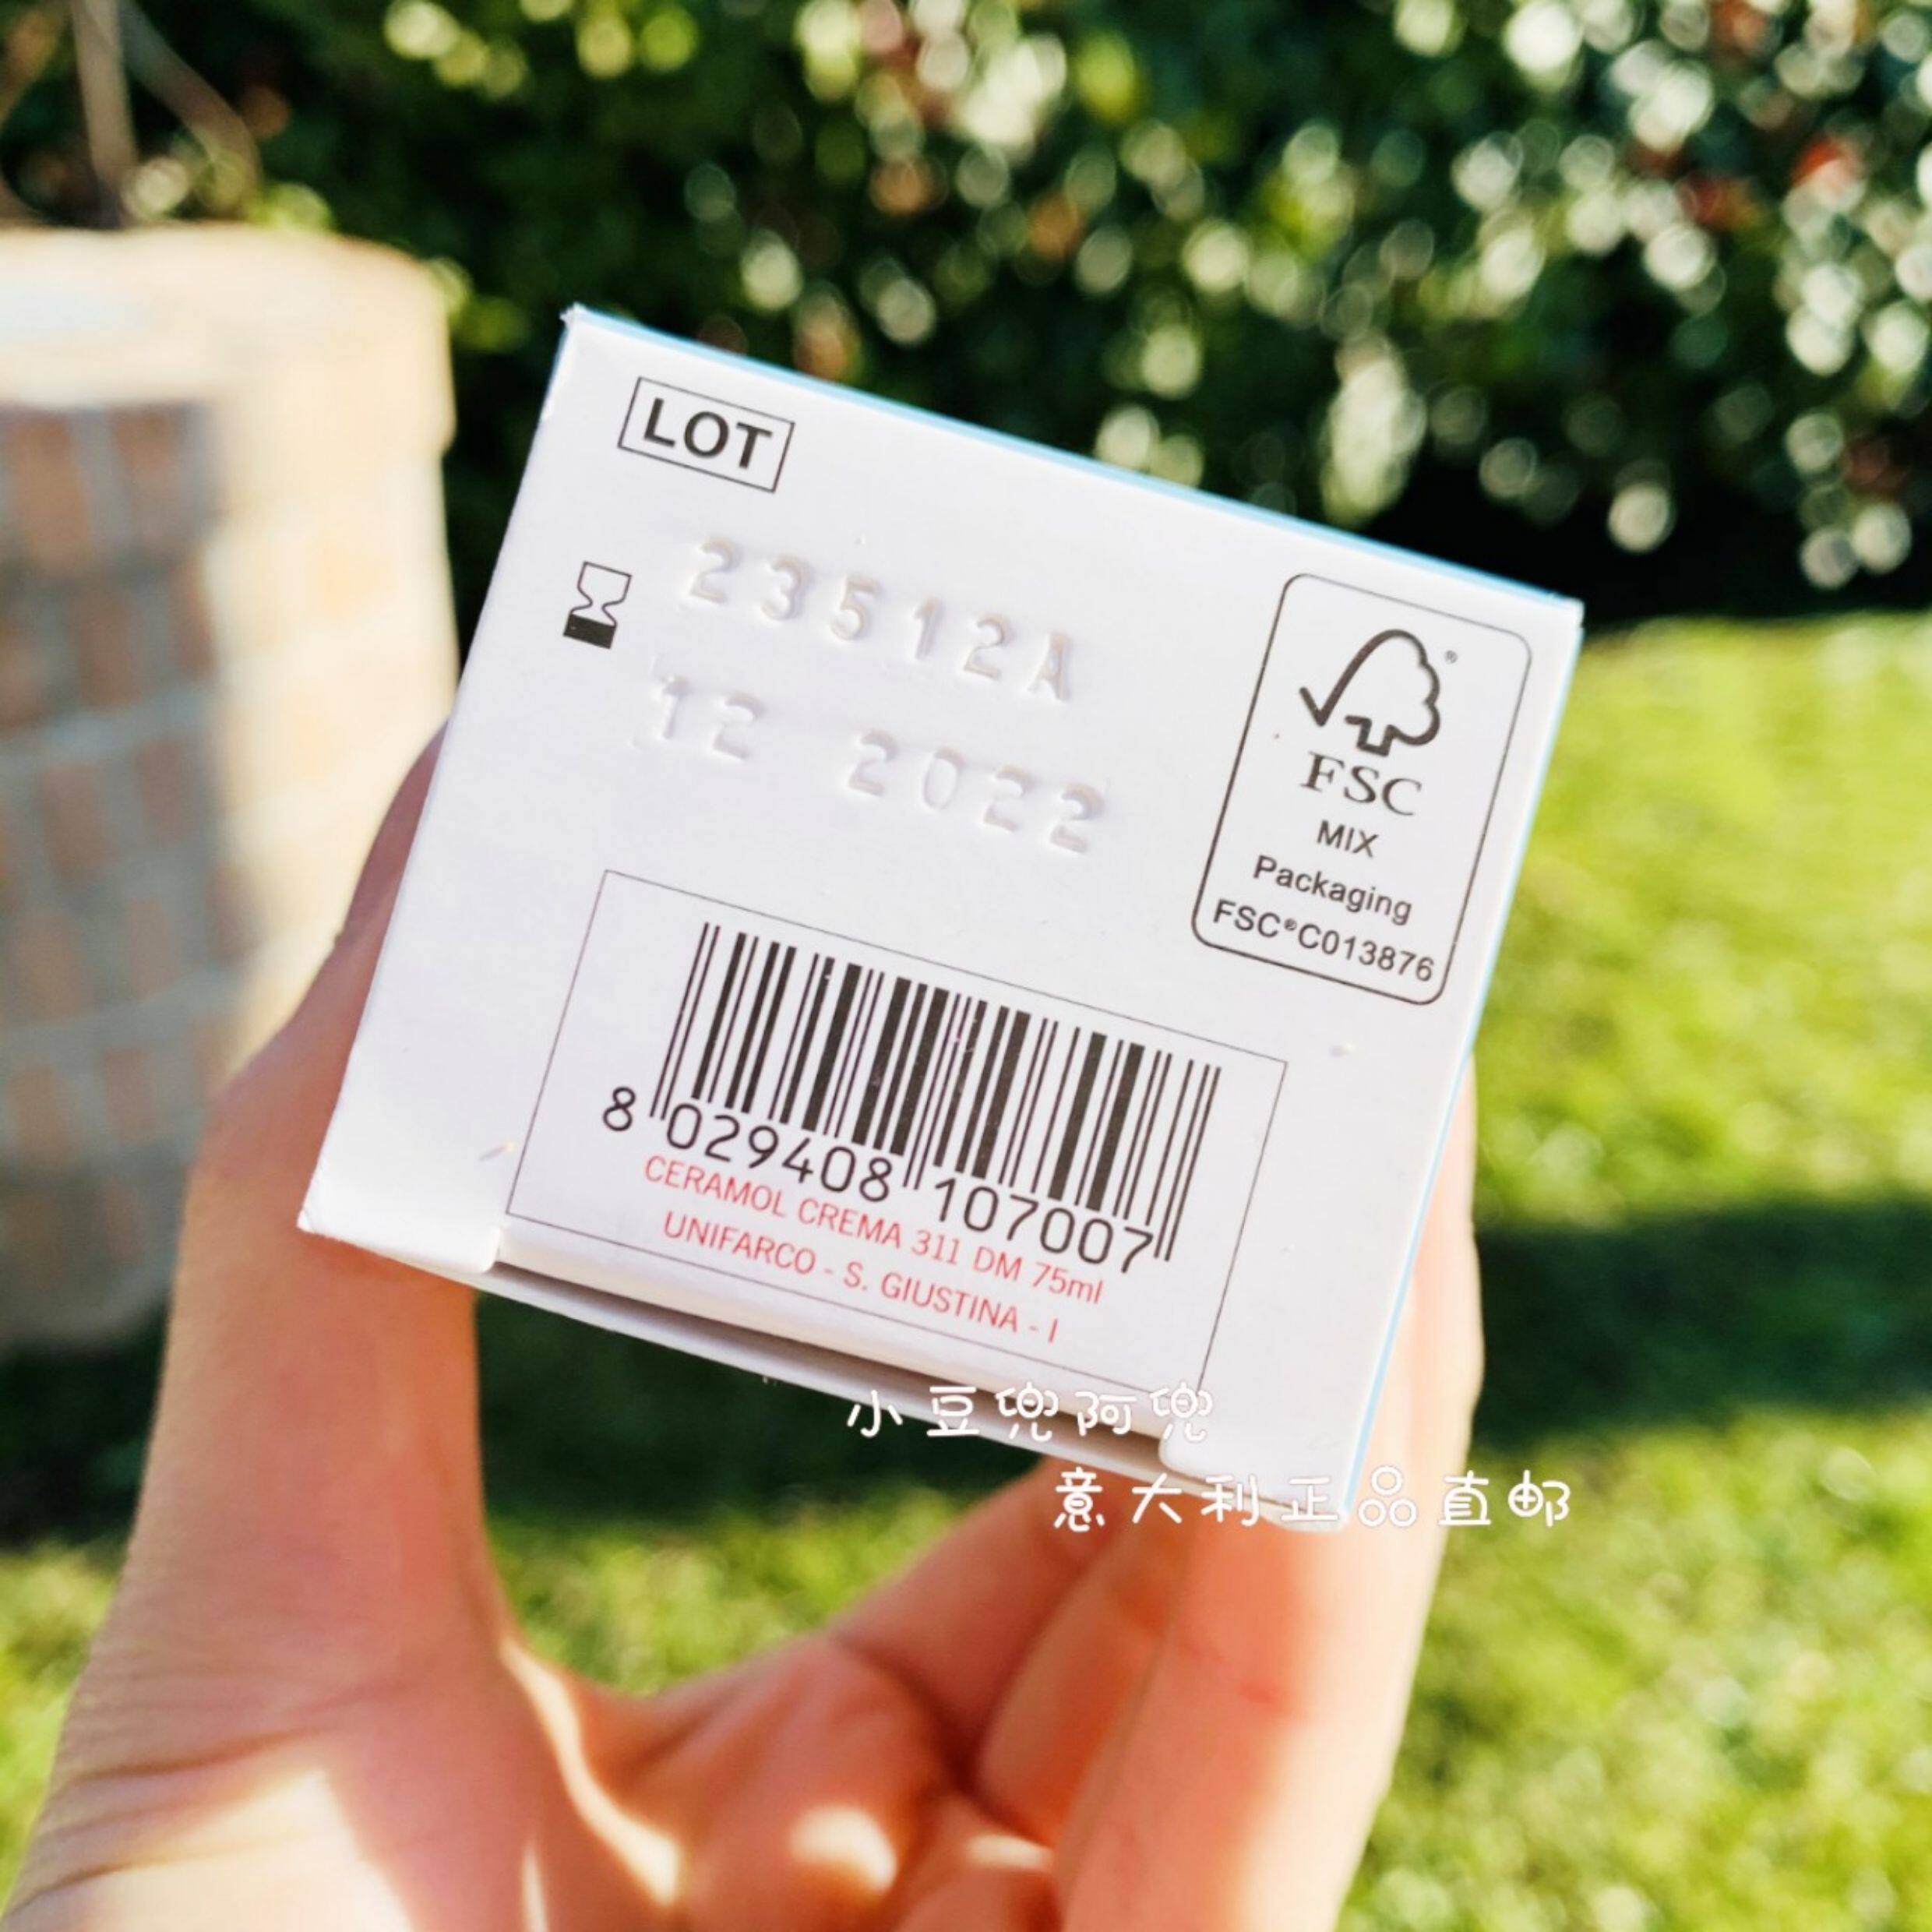 LOT
23512A
12 2022
FSC
MIX
Packaging
FSC® C013876
8 029408 107007
CERAMOL CREMA 311 DM 75ml
UNIFARCO - S. GIUSTINA - I
小豆兜阿兜
意大利正品直邮